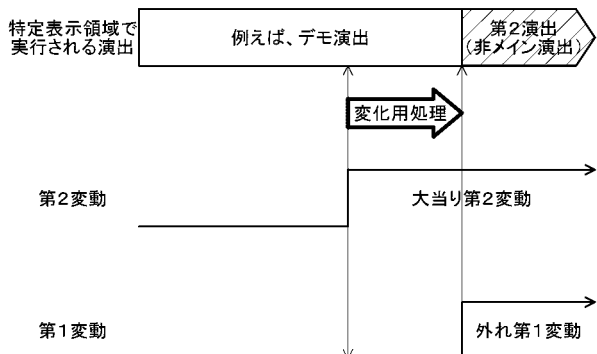 特定表示領域で
実行される演出
例えば、デモ演出
第2演出
(非メイン演出)
変化用処理
第2変動
大当り第2変動
第1変動
外れ第1変動